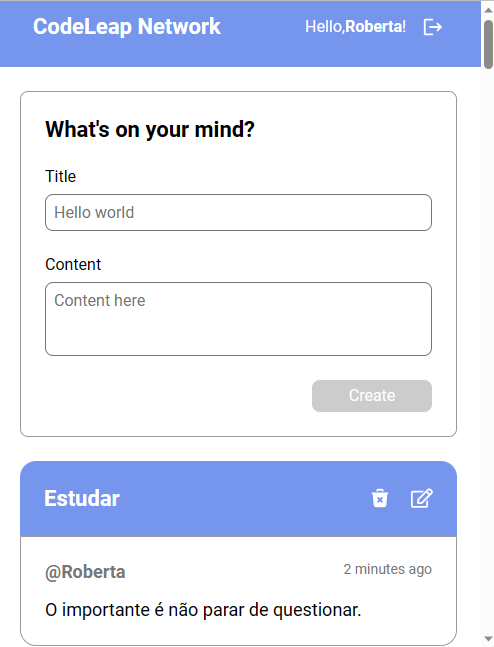 CodeLeap Network
Hello,Roberta!
What's on your mind?
Title
Hello world
Content
Content here
Create
Estudar
@Roberta
2 minutes ago
O importante é não parar de questionar.